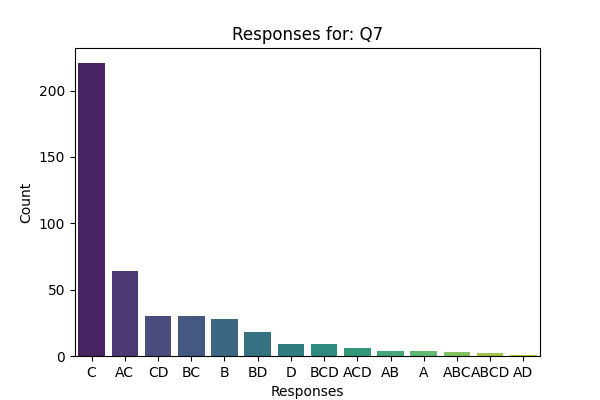 Responses for: Q7
Count
200
150
100
50
0
C AC CD BC B BD D BCD ACD AB A ABC ABCD AD
Responses